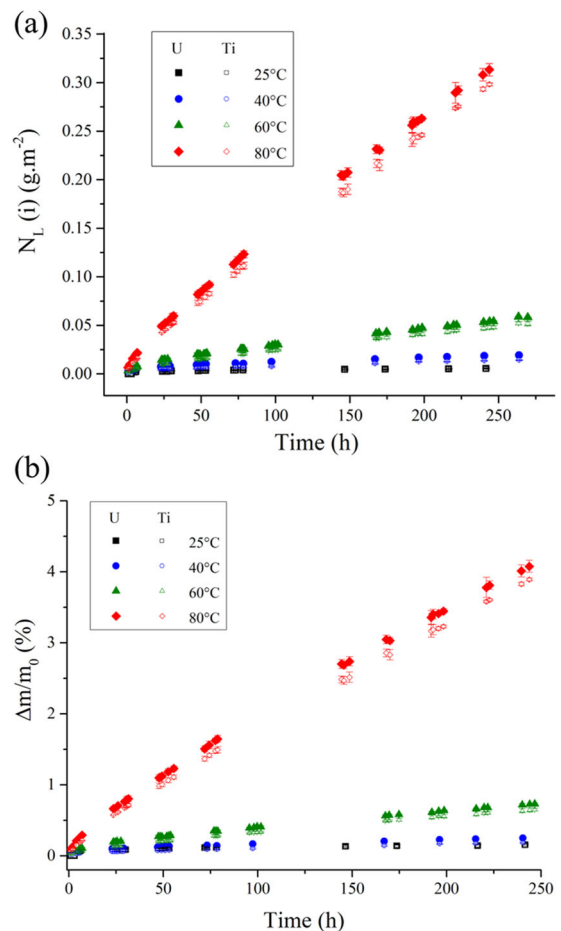 (a)
0.35
0.30
0.25
0.20
0.15
0.10
0.05
0.00
N_L (i) (g.m⁻²)
U Ti
25°C
40°C
60°C
80°C
0 50 100 150 200 250
Time (h)
(b)
5
4
3
2
1
0
Δm/m₀ (%)
U Ti
25°C
40°C
60°C
80°C
0 50 100 150 200 250
Time (h)